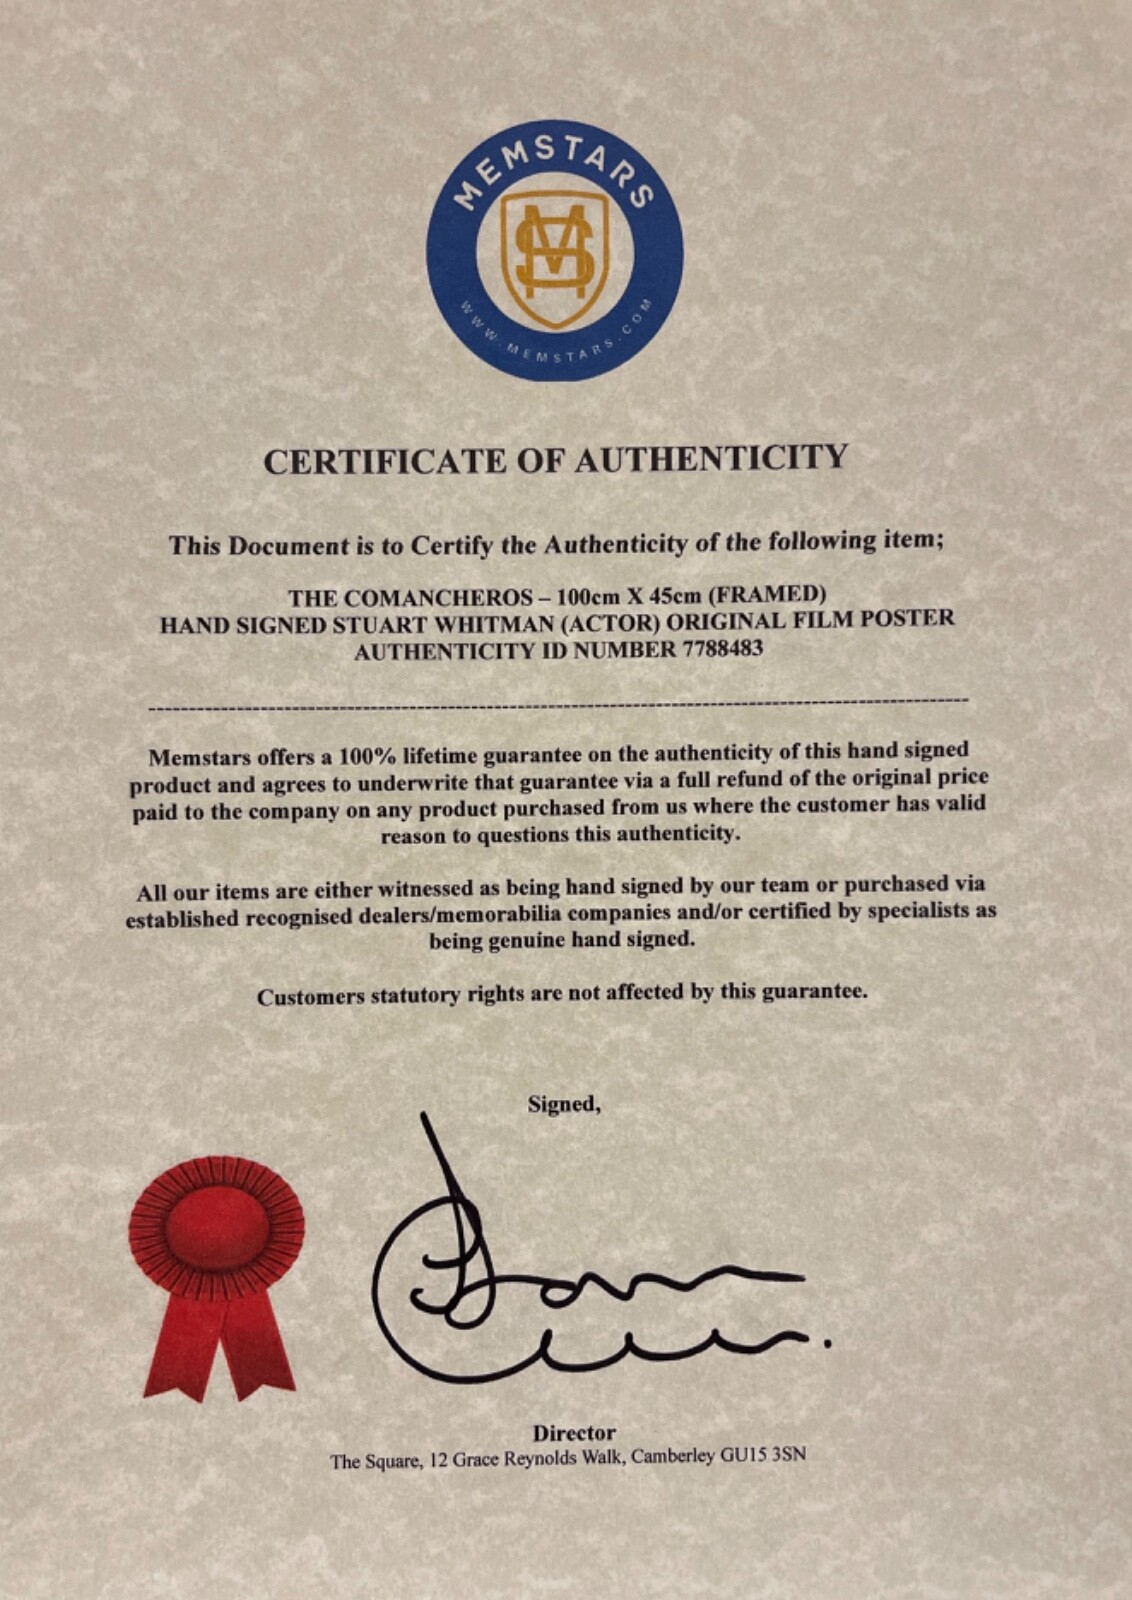 MEMSTARS
WWW.MEMSTARS.COM
CERTIFICATE OF AUTHENTICITY
This Document is to Certify the Authenticity of the following item;
THE COMANCHEROS – 100cm X 45cm (FRAMED)
HAND SIGNED STUART WHITMAN (ACTOR) ORIGINAL FILM POSTER
AUTHENTICITY ID NUMBER 7788483
Memstars offers a 100% lifetime guarantee on the authenticity of this hand signed
product and agrees to underwrite that guarantee via a full refund of the original price
paid to the company on any product purchased from us where the customer has valid
reason to questions this authenticity.
All our items are either witnessed as being hand signed by our team or purchased via
established recognised dealers/memorabilia companies and/or certified by specialists as
being genuine hand signed.
Customers statutory rights are not affected by this guarantee.
Signed,
Director
The Square, 12 Grace Reynolds Walk, Camberley GU15 3SN